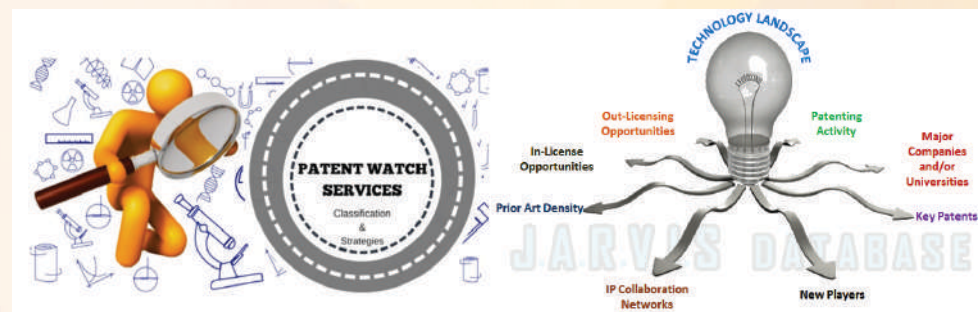 PATENT WATCH
SERVICES
Classification
&
Strategies
TECHNOLOGY LANDSCAPE
Out-Licensing
Opportunities
Patenting
Activity
In-License
Opportunities
Major
Companies
and/or
Universities
Prior Art Density
Key Patents
J.A.R.V.I.S DATABASE
IP Collaboration
Networks
New Players